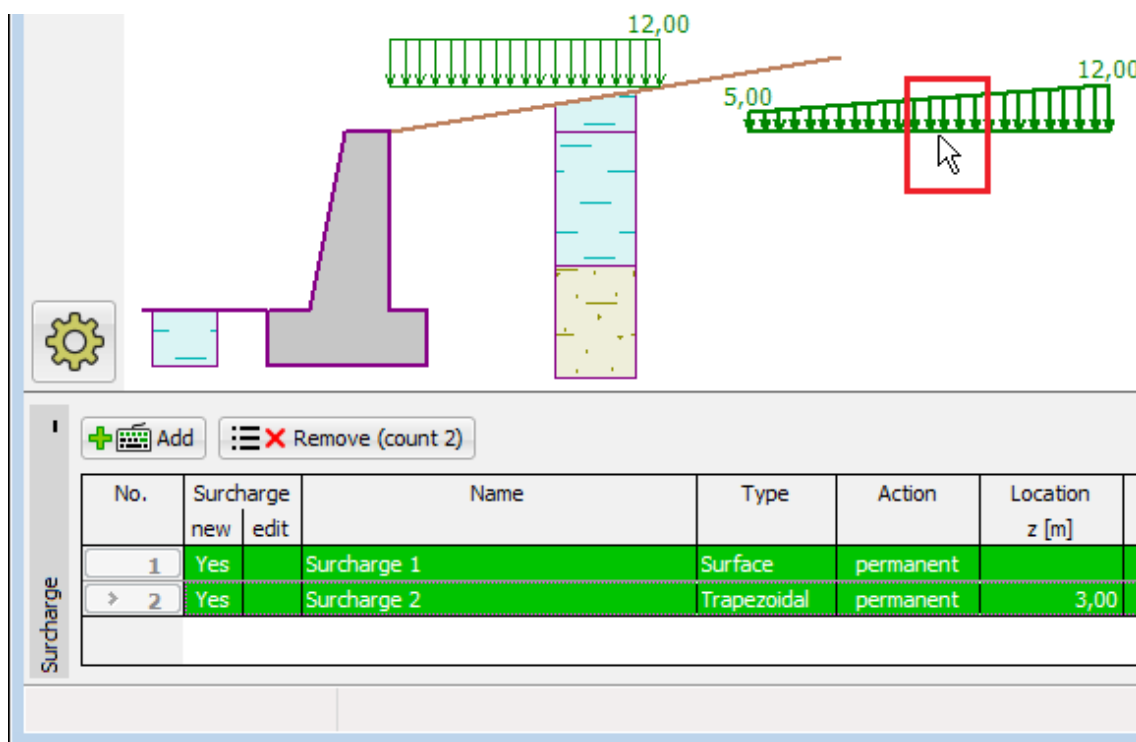 12,00
5,00
12,00
Add
Remove (count 2)
No. Surcharge Name Type Action Location
new edit z [m]
1 Yes Surcharge 1 Surface permanent
2 Yes Surcharge 2 Trapezoidal permanent 3,00
Surcharge